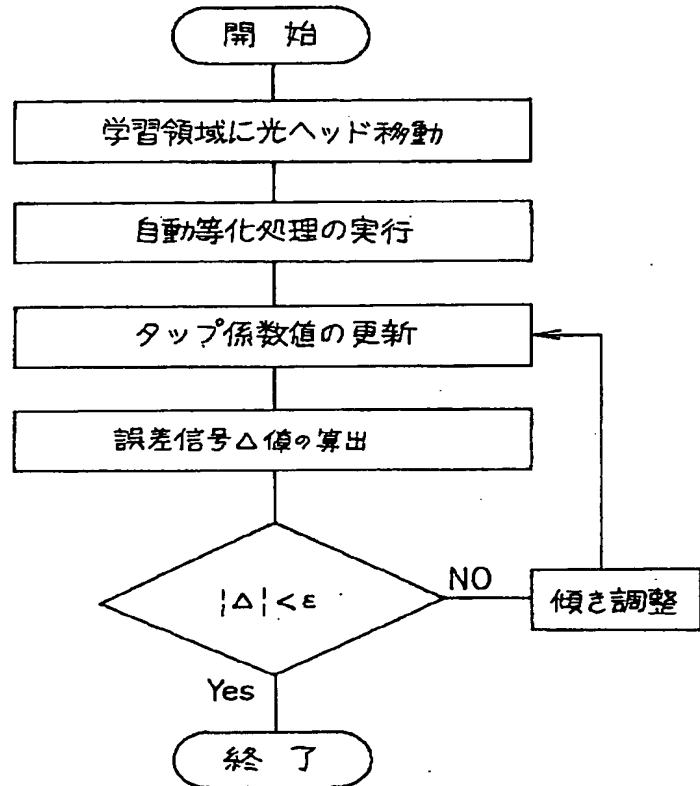 開 始
学習領域に光ヘッド移動
自動等化処理の実行
タップ係数値の更新
誤差信号△値の算出
|△|<ε
NO
傾き調整
Yes
終 了